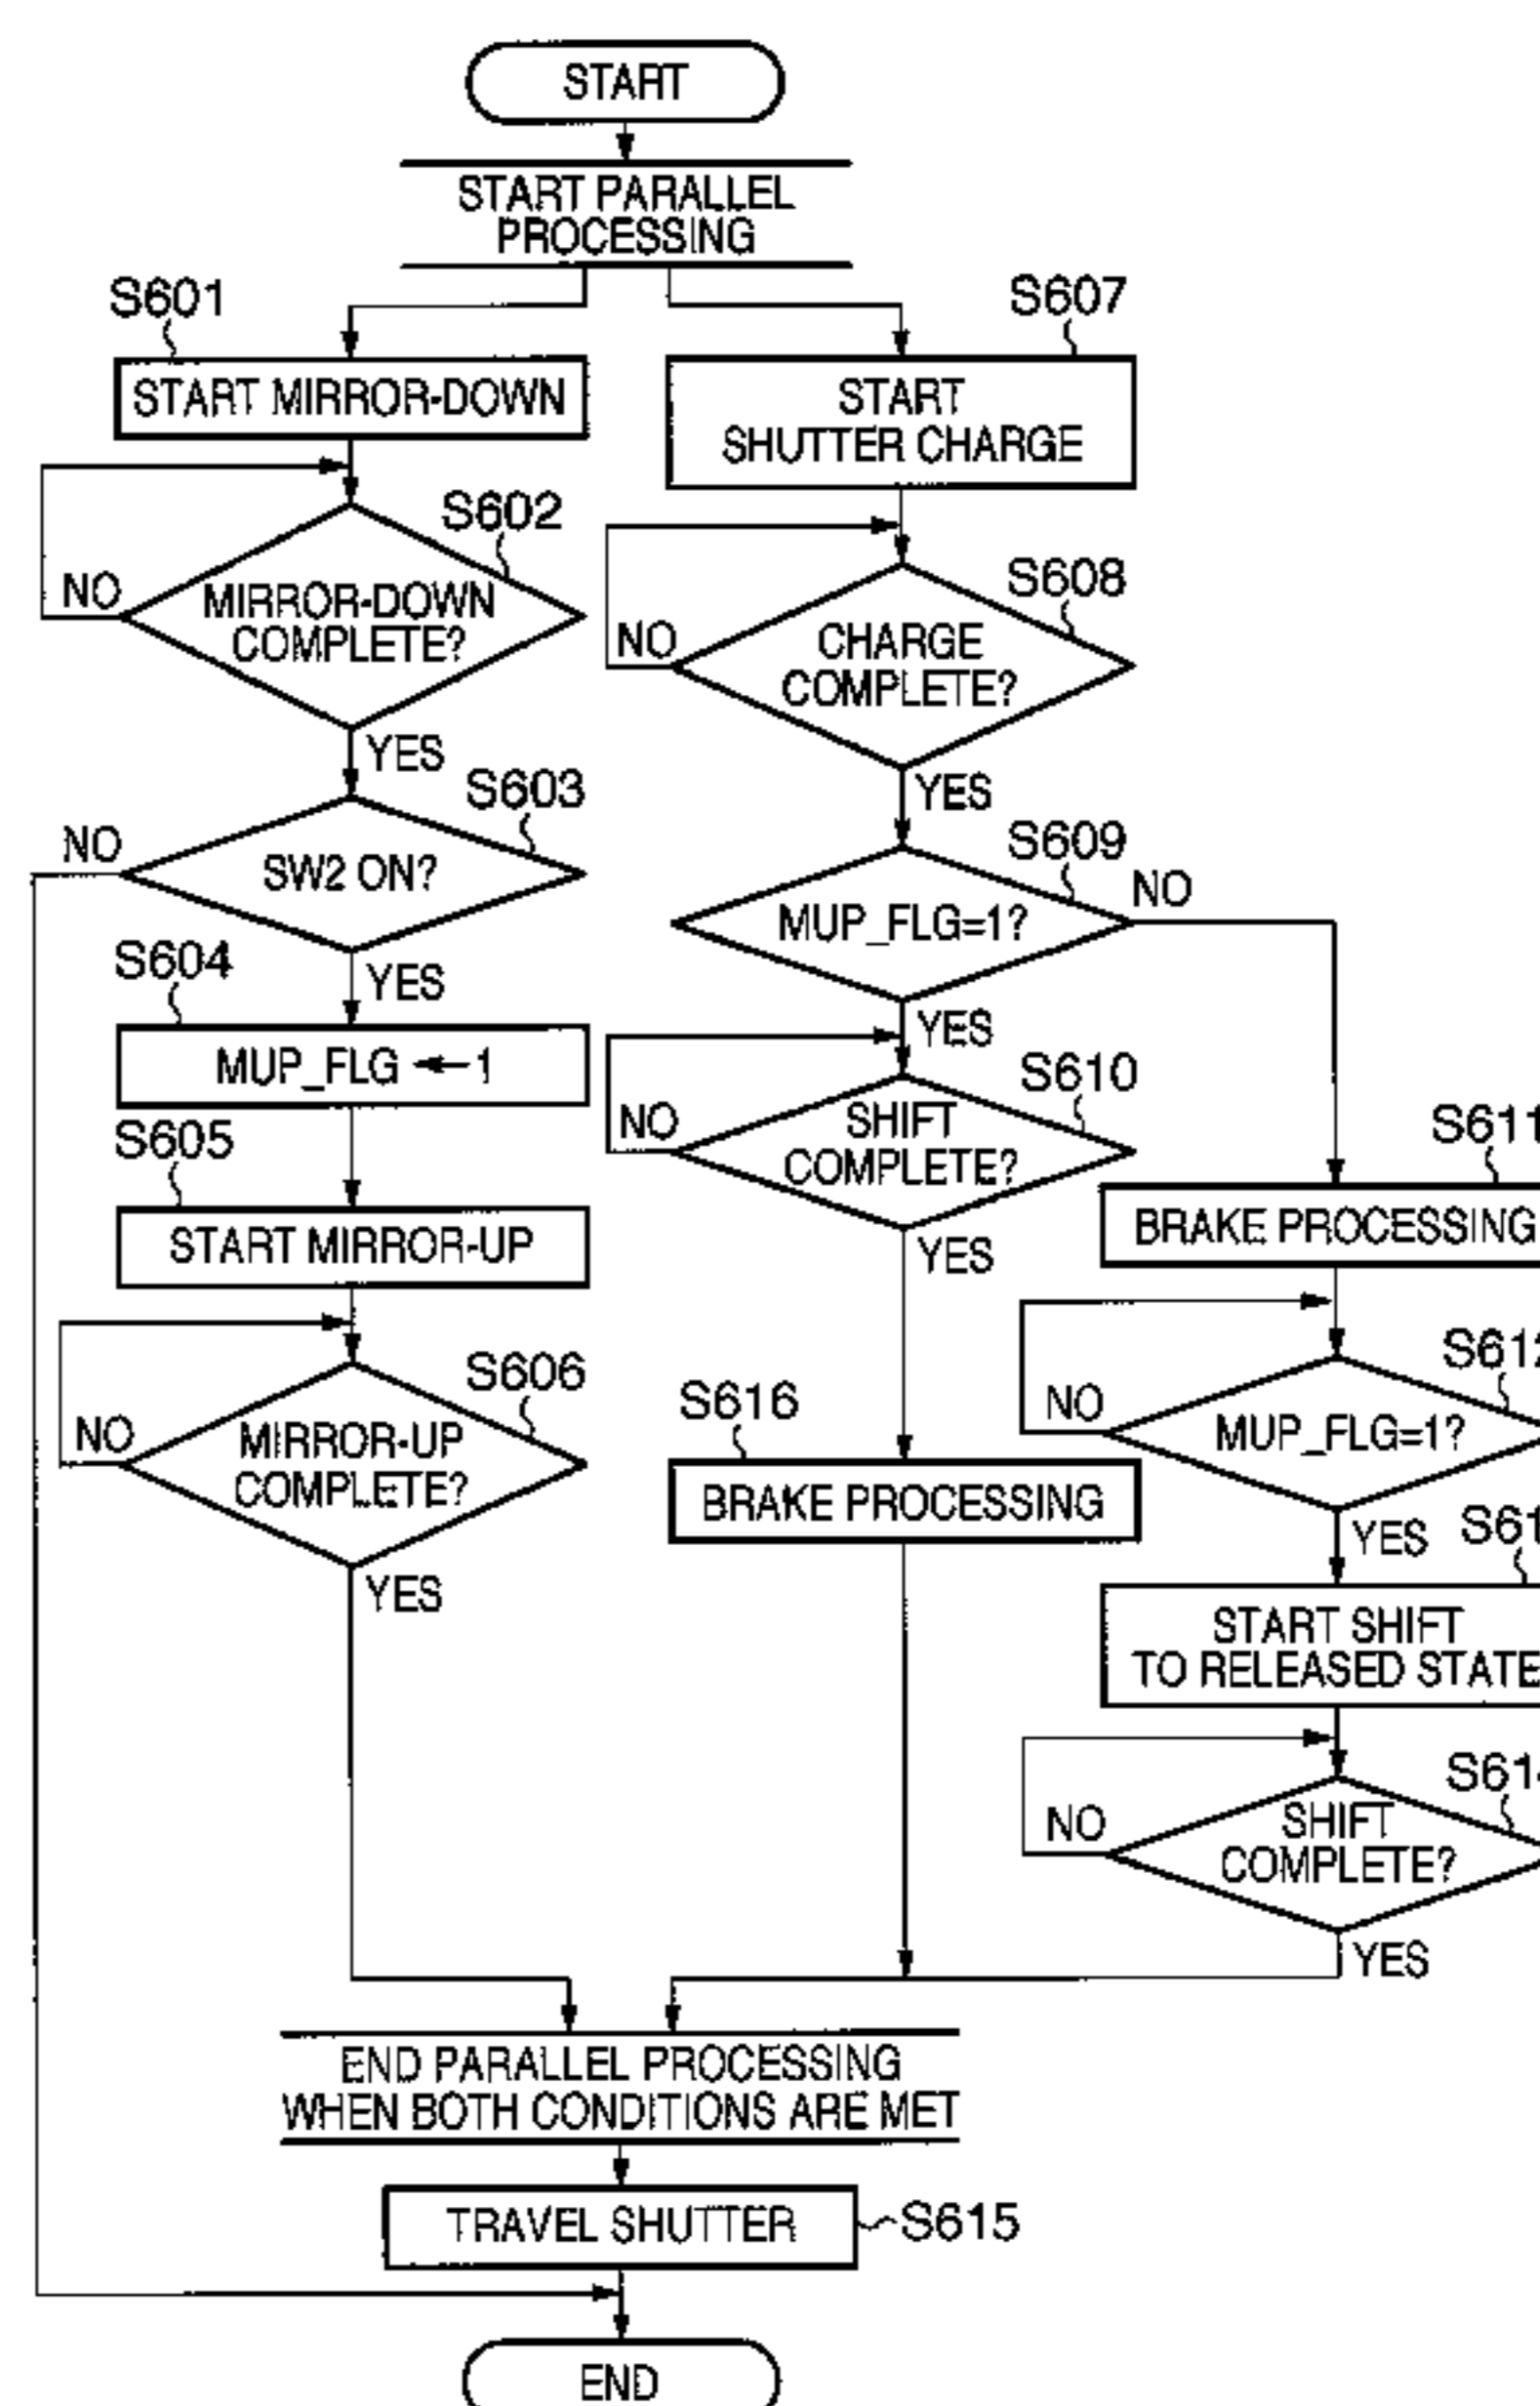 START
START PARALLEL
PROCESSING
S601
START MIRROR-DOWN
S602
NO
MIRROR-DOWN
COMPLETE?
YES
S603
NO
SW2 ON?
YES
S604
MUP_FLG ← 1
S605
START MIRROR-UP
S606
NO
MIRROR-UP
COMPLETE?
YES
S607
START
SHUTTER CHARGE
S608
NO
CHARGE
COMPLETE?
YES
S609
NO
MUP_FLG=1?
YES
S610
NO
SHIFT
COMPLETE?
YES
S616
BRAKE PROCESSING
S611
BRAKE PROCESSING
S612
NO
MUP_FLG=1?
YES
S61
START SHIFT
TO RELEASED STATE
S614
NO
SHIFT
COMPLETE?
YES
END PARALLEL PROCESSING
WHEN BOTH CONDITIONS ARE MET
TRAVEL SHUTTER
S615
END